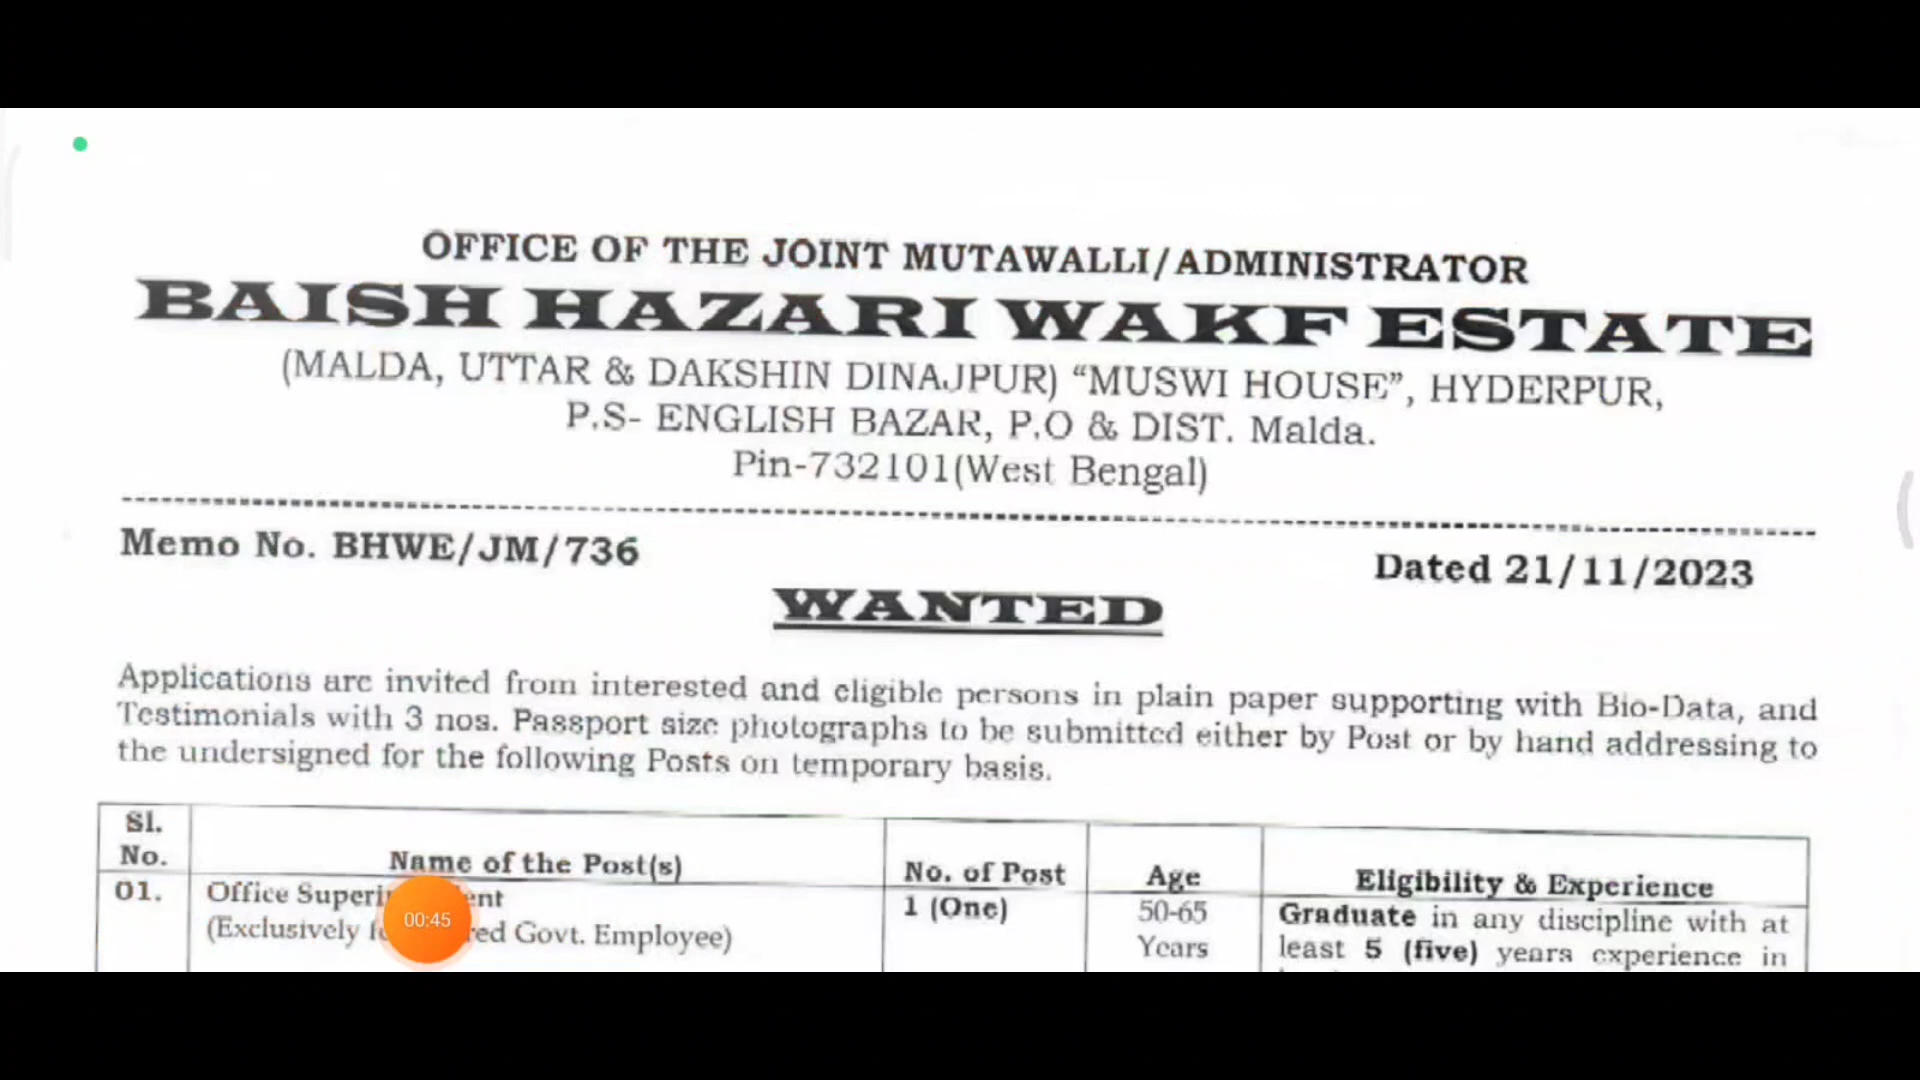 OFFICE OF THE JOINT MUTAWALLI/ADMINISTRATOR
BAISH HAZARI WAKF ESTATE
(MALDA, UTTAR & DAKSHIN DINAJPUR) “MUSWI HOUSE”, HYDERPUR,
P.S- ENGLISH BAZAR, P.O & DIST. Malda.
Pin-732101(West Bengal)
Memo No. BHWE/JM/736
Dated 21/11/2023
WANTED
Applications are invited from interested and eligible persons in plain paper supporting with Bio-Data, and
Testimonials with 3 nos. Passport size photographs to be submitted either by Post or by hand addressing to
the undersigned for the following Posts on temporary basis.
Sl.
No.
Name of the Post(s)
No. of Post
Age
Eligibility & Experience
01.
Office
(Exclusively Govt. Employee)
1 (One)
50-65
Years
Graduate in any discipline with at
least 5 (five) years experience in
00:45